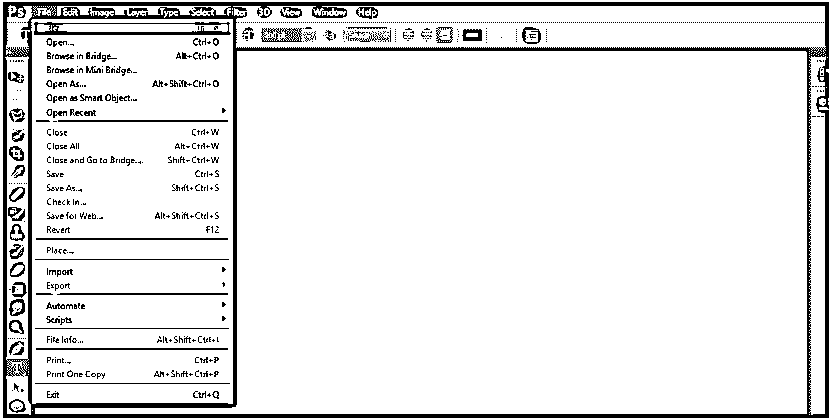 Ps File Edit Image Layer Type Select Filter 3D View Window Help
Open... Ctrl+O
Browse in Bridge... Alt+Ctrl+O
Browse in Mini Bridge...
Open As... Alt+Shift+Ctrl+O
Open as Smart Object...
Open Recent
Close Ctrl+W
Close All Alt+Ctrl+W
Close and Go to Bridge... Shift+Ctrl+W
Save Ctrl+S
Save As... Shift+Ctrl+S
Check In...
Save for Web... Alt+Shift+Ctrl+S
Revert F12
Place...
Import
Export
Automate
Scripts
File Info... Alt+Shift+Ctrl+I
Print... Ctrl+P
Print One Copy Alt+Shift+Ctrl+P
Exit Ctrl+Q